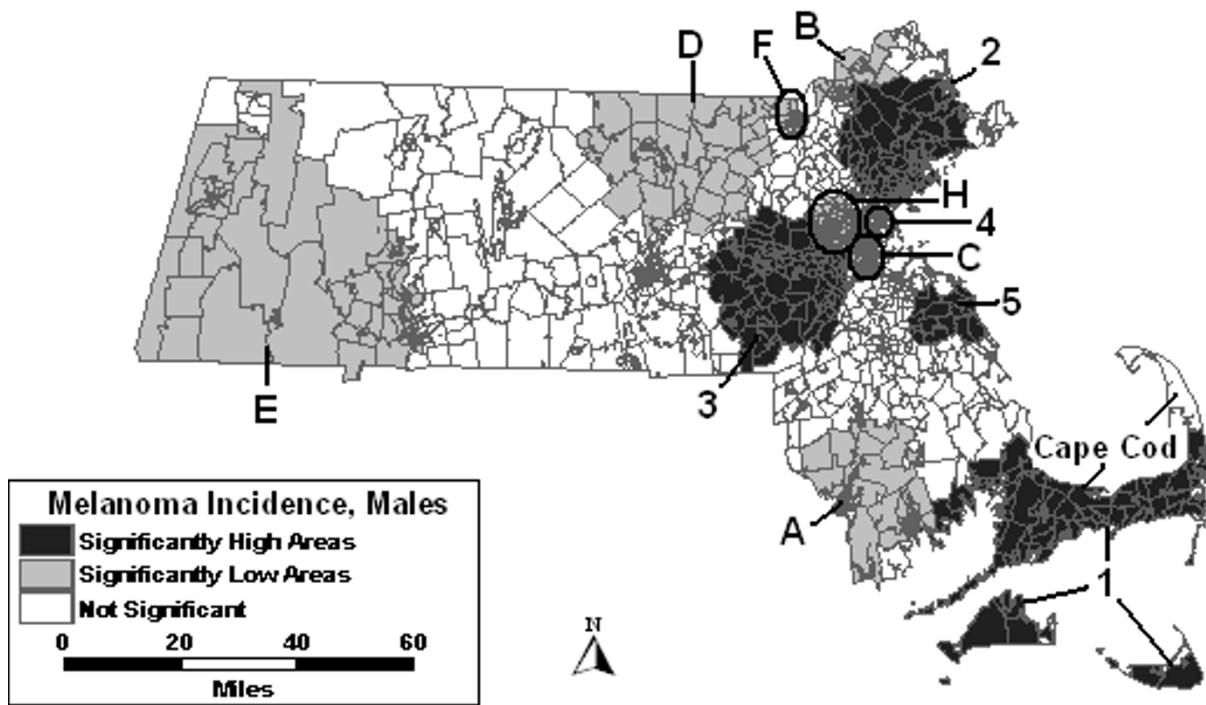 B
D
F
2
H
4
C
5
E
3
Cape Cod
A
1
Melanoma Incidence, Males
Significantly High Areas
Significantly Low Areas
Not Significant
0 20 40 60
Miles
N